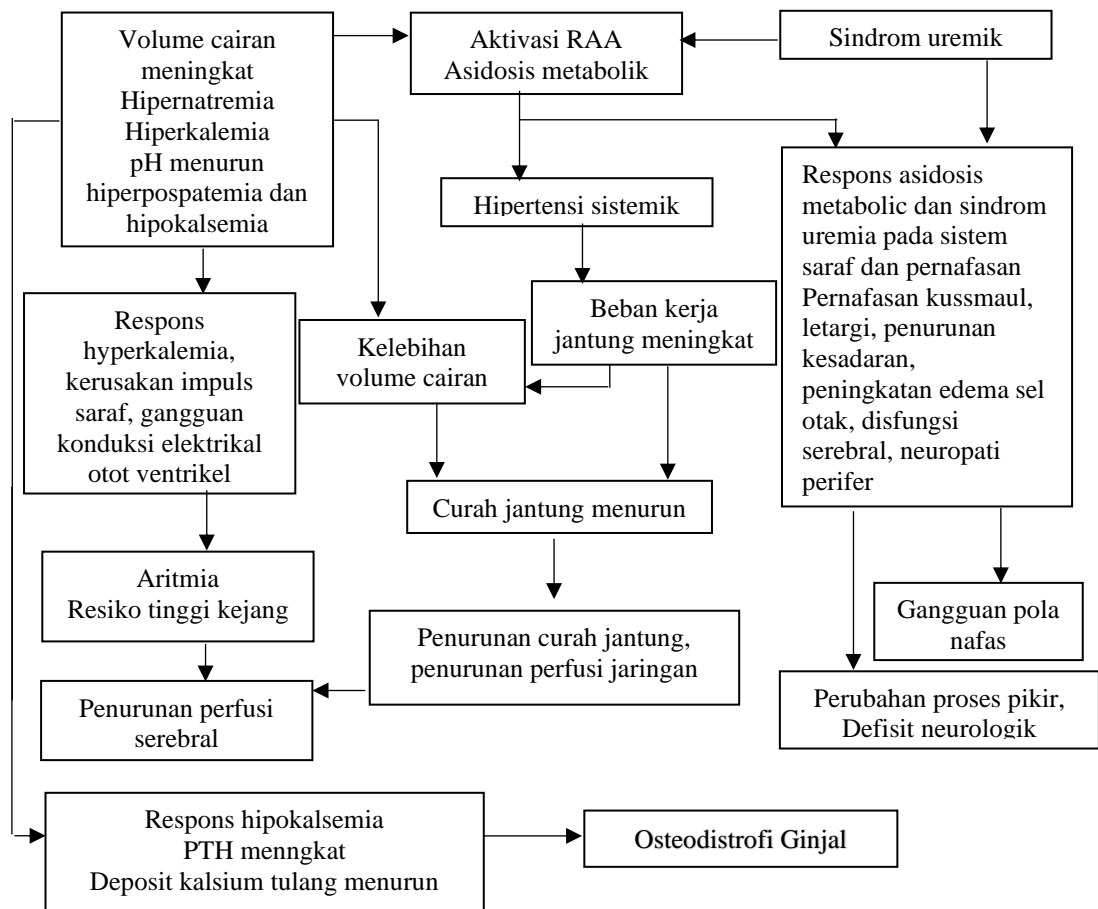 Volume cairan
meningkat
Hipernatremia
Hiperkalemia
pH menurun
hiperpospatemia dan
hipokalsemia
Aktivasi RAA
Asidosis metabolik
Sindrom uremik
Hipertensi sistemik
Respons asidosis
metabolic dan sindrom
uremia pada sistem
saraf dan pernafasan
Pernafasan kussmaul,
letargi, penurunan
kesadaran,
peningkatan edema sel
otak, disfungsi
serebral, neuropati
perifer
Respons
hyperkalemia,
kerusakan impuls
saraf, gangguan
konduksi elektrikal
otot ventrikel
Kelebihan
volume cairan
Beban kerja
jantung meningkat
Curah jantung menurun
Aritmia
Resiko tinggi kejang
Penurunan curah jantung,
penurunan perfusi jaringan
Gangguan pola
nafas
Penurunan perfusi
serebral
Perubahan proses pikir,
Defisit neurologik
Respons hipokalsemia
PTH menngkat
Deposit kalsium tulang menurun
Osteodistrofi Ginjal